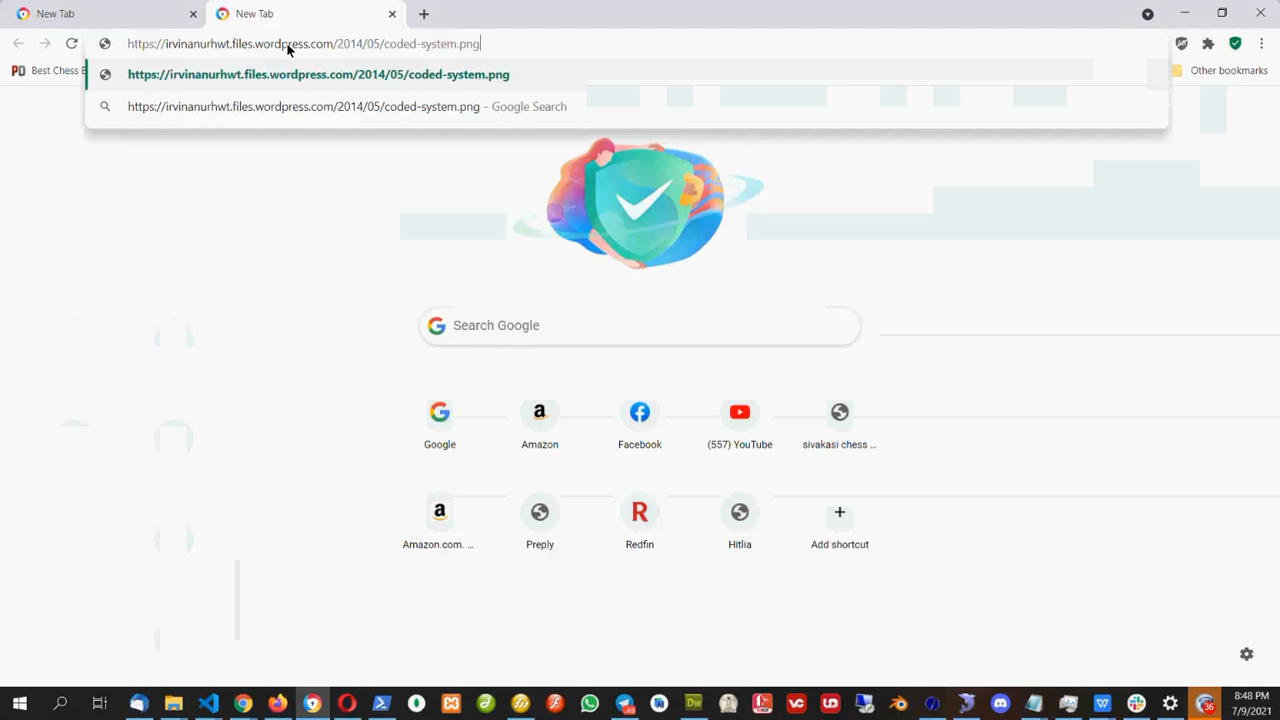 New Tab
New Tab
https://irvinanurhwt.files.wordpress.com/2014/05/coded-system.png
Best Chess B
https://irvinanurhwt.files.wordpress.com/2014/05/coded-system.png
Other bookmarks
https://irvinanurhwt.files.wordpress.com/2014/05/coded-system.png - Google Search
Search Google
Google
Amazon
Facebook
(557) YouTube
sivakasi chess ...
Amazon.com. ...
Preply
Redfin
Hitlia
Add shortcut
8:48 PM
7/9/2021